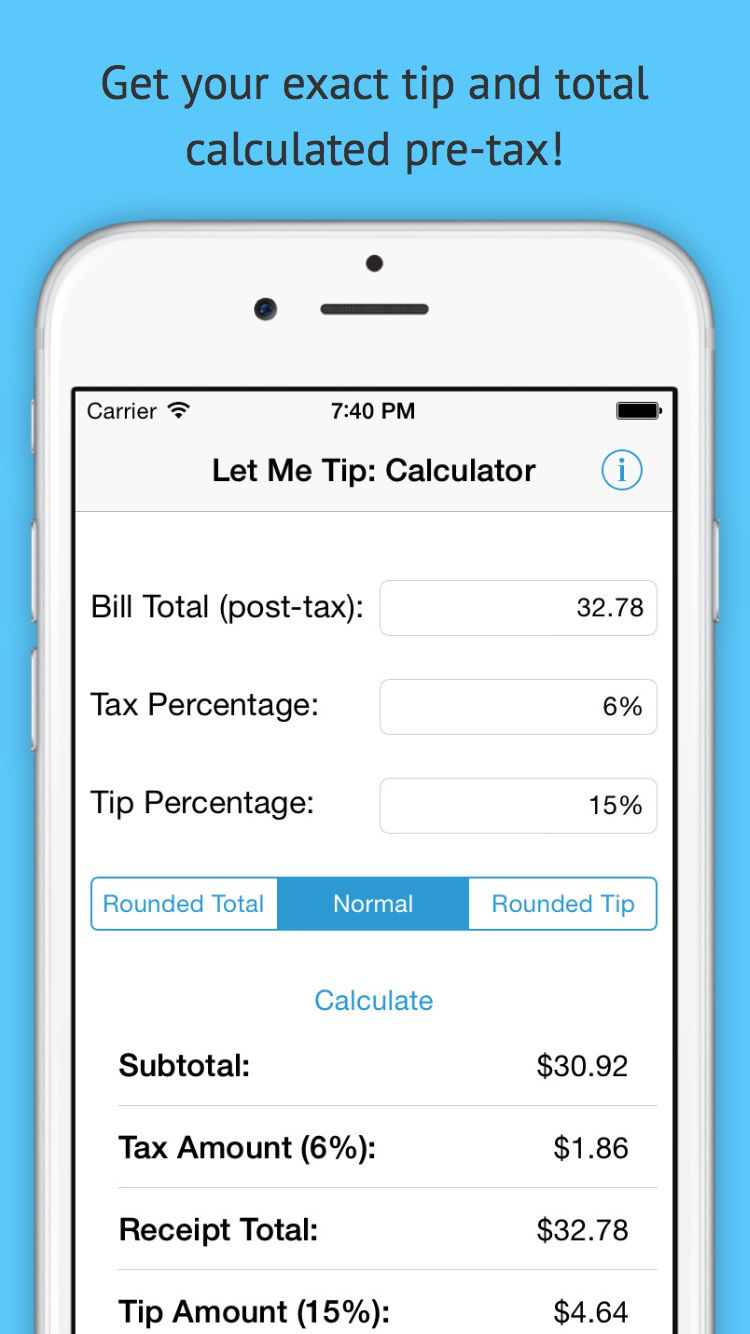 Get your exact tip and total
calculated pre-tax!
Carrier 7:40 PM
Let Me Tip: Calculator i
Bill Total (post-tax): 32.78
Tax Percentage: 6%
Tip Percentage: 15%
Rounded Total Normal Rounded Tip
Calculate
Subtotal: $30.92
Tax Amount (6%): $1.86
Receipt Total: $32.78
Tip Amount (15%): $4.64